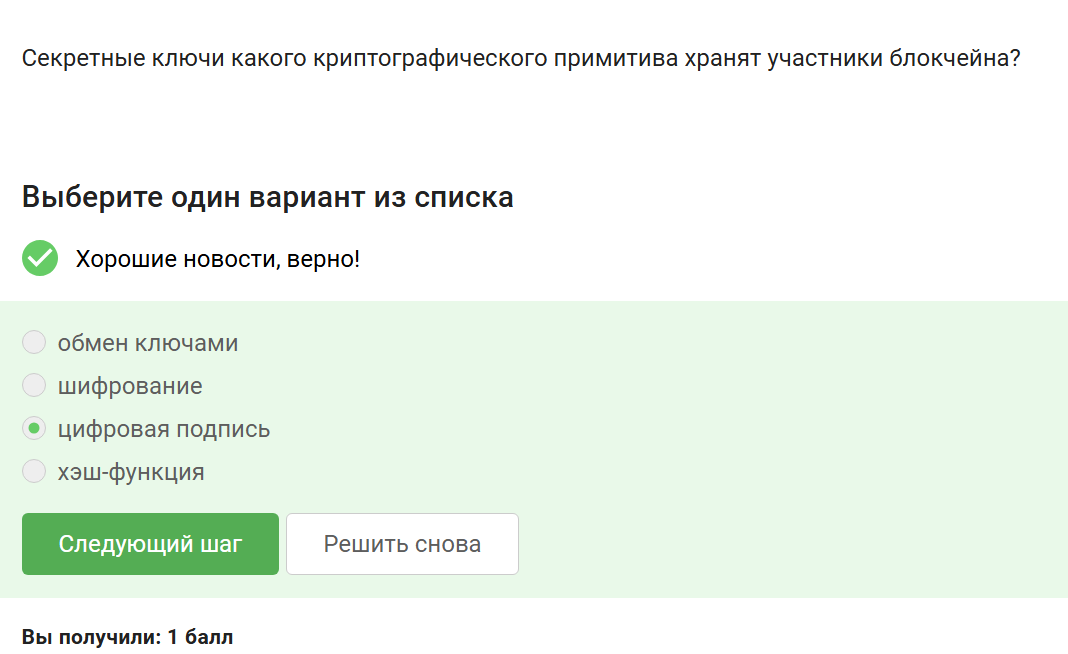 Секретные ключи какого криптографического примитива хранят участники блокчейна?
Выберите один вариант из списка
Хорошие новости, верно!
обмен ключами
шифрование
цифровая подпись
хэш-функция
Следующий шаг
Решить снова
Вы получили: 1 балл